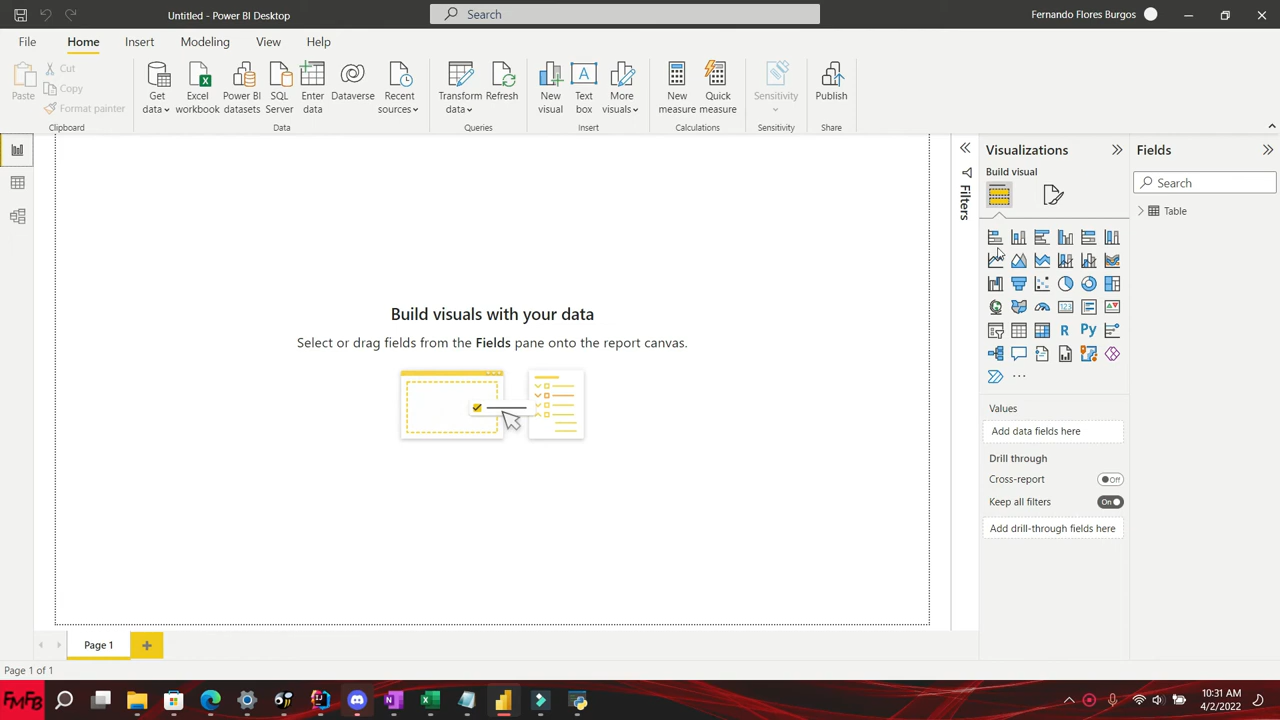 Untitled - Power BI Desktop
Search
Fernando Flores Burgos
File
Home
Insert
Modeling
View
Help
Paste
Cut
Copy
Format painter
Get data
Excel workbook
Power BI datasets
SQL Server
Enter data
Dataverse
Recent sources
Transform data
Refresh
New visual
Text box
More visuals
New measure
Quick measure
Sensitivity
Publish
Clipboard
Data
Queries
Insert
Calculations
Sensitivity
Share
Filters
Visualizations
Build visual
R
Py
123
Values
Add data fields here
Drill through
Cross-report
Off
Keep all filters
On
Add drill-through fields here
Fields
Search
Table
Build visuals with your data
Select or drag fields from the Fields pane onto the report canvas.
Page 1
Page 1 of 1
FMFB
10:31 AM
4/2/2022